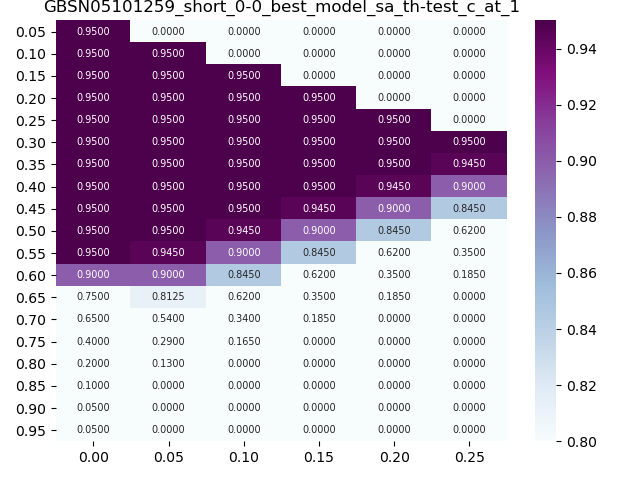 GBSN05101259_short_0-0_best_model_sa_th-test_c_at_1
0.05 0.9500 0.0000 0.0000 0.0000 0.0000 0.0000
0.10 0.9500 0.9500 0.0000 0.0000 0.0000 0.0000
0.15 0.9500 0.9500 0.9500 0.0000 0.0000 0.0000
0.20 0.9500 0.9500 0.9500 0.9500 0.0000 0.0000
0.25 0.9500 0.9500 0.9500 0.9500 0.9500 0.0000
0.30 0.9500 0.9500 0.9500 0.9500 0.9500 0.9500
0.35 0.9500 0.9500 0.9500 0.9500 0.9500 0.9450
0.40 0.9500 0.9500 0.9500 0.9500 0.9450 0.9000
0.45 0.9500 0.9500 0.9500 0.9450 0.9000 0.8450
0.50 0.9500 0.9500 0.9450 0.9000 0.8450 0.6200
0.55 0.9500 0.9450 0.9000 0.8450 0.6200 0.3500
0.60 0.9000 0.9000 0.8450 0.6200 0.3500 0.1850
0.65 0.7500 0.8125 0.6200 0.3500 0.1850 0.0000
0.70 0.6500 0.5400 0.3400 0.1850 0.0000 0.0000
0.75 0.4000 0.2900 0.1650 0.0000 0.0000 0.0000
0.80 0.2000 0.1300 0.0000 0.0000 0.0000 0.0000
0.85 0.1000 0.0000 0.0000 0.0000 0.0000 0.0000
0.90 0.0500 0.0000 0.0000 0.0000 0.0000 0.0000
0.95 0.0500 0.0000 0.0000 0.0000 0.0000 0.0000
0.00 0.05 0.10 0.15 0.20 0.25
0.94
0.92
0.90
0.88
0.86
0.84
0.82
0.80